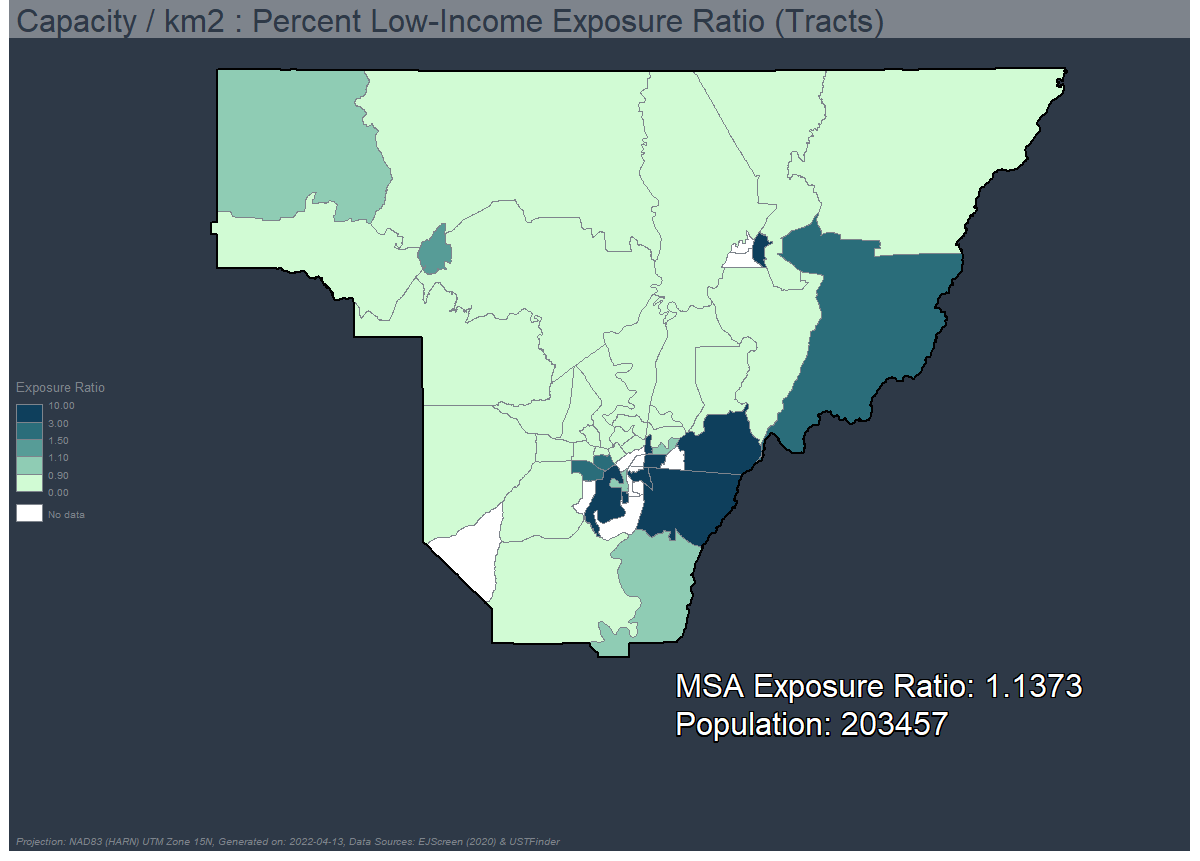 Capacity / km2 : Percent Low-Income Exposure Ratio (Tracts)
Exposure Ratio
10.00
3.00
1.50
1.10
0.90
0.00
No data
MSA Exposure Ratio: 1.1373
Population: 203457
Projection: NAD83 (HARN) UTM Zone 15N, Generated on: 2022-04-13, Data Sources: EJScreen (2020) & USTFinder